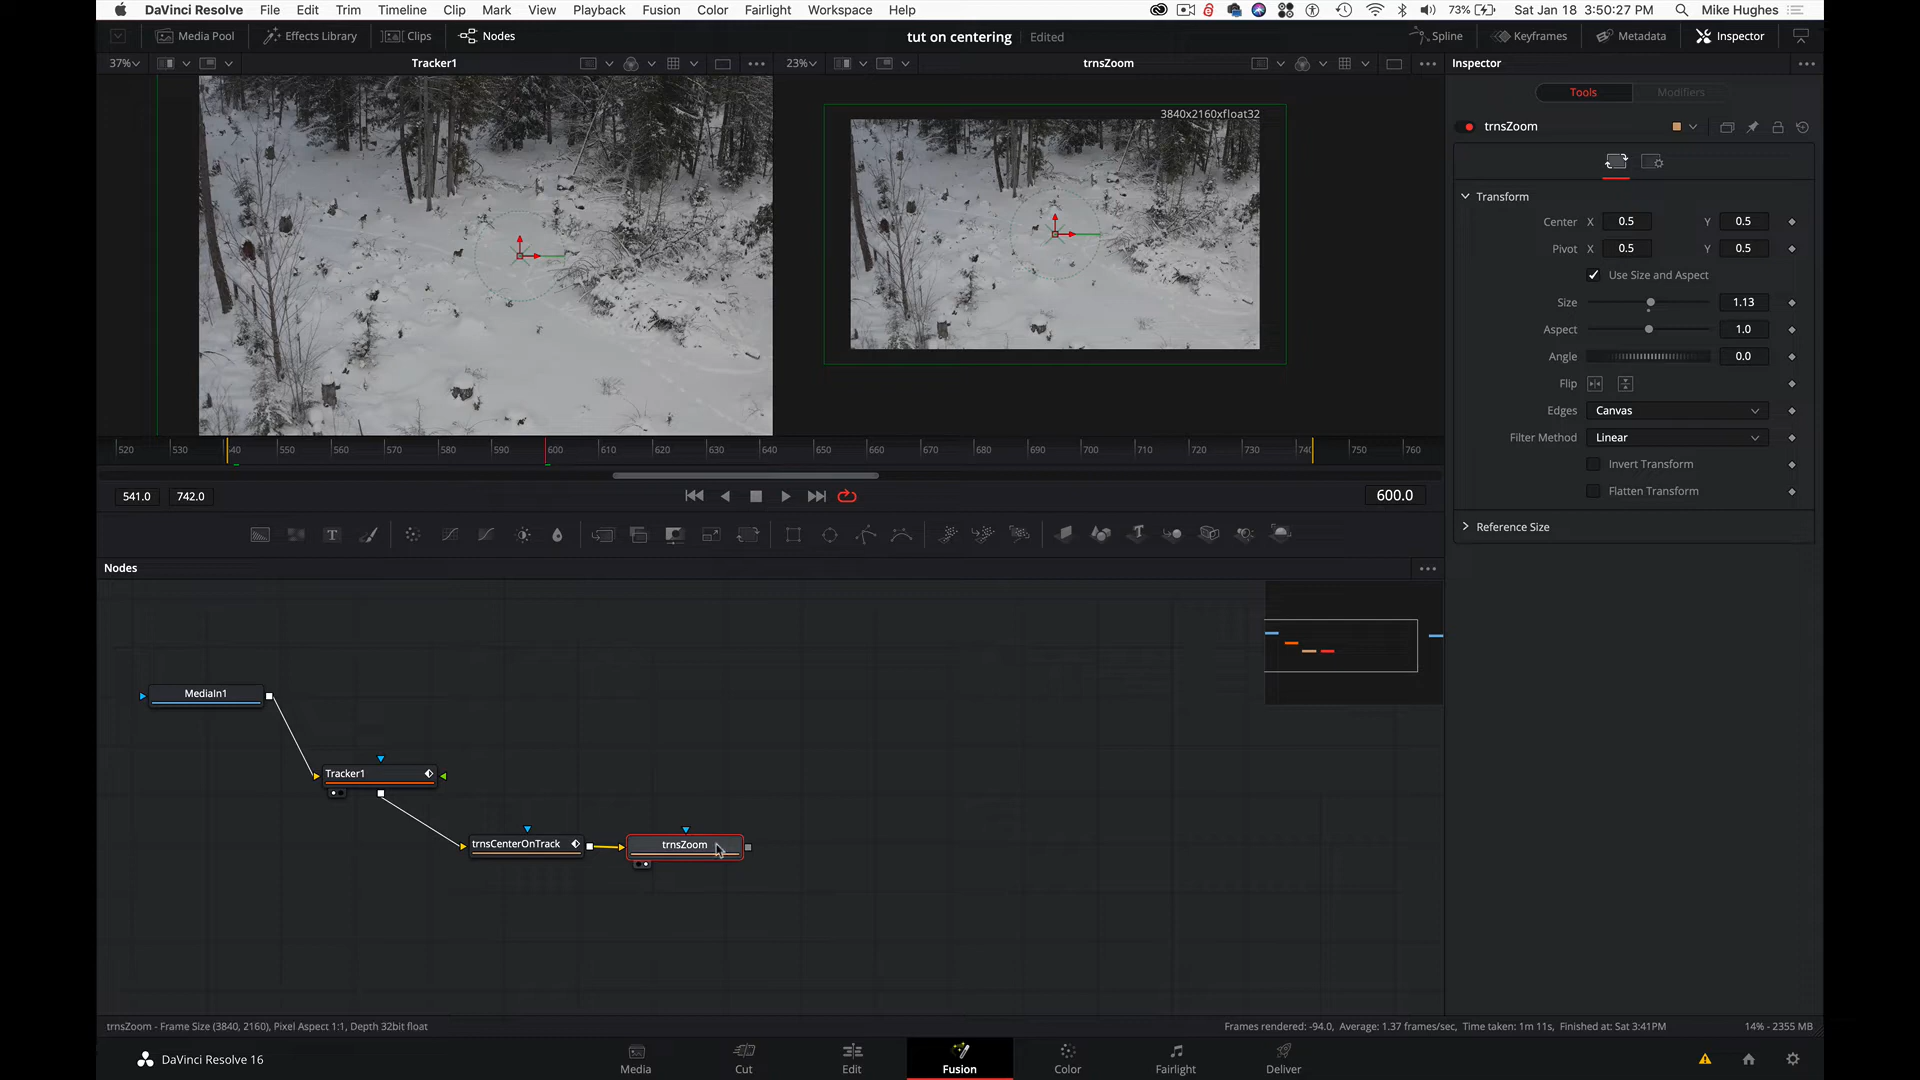 DaVinci Resolve File Edit Trim Timeline Clip Mark View Playback Fusion Color Fairlight Workspace Help 73% Sat Jan 18 3:50:27 PM Mike Hughes
Media Pool Effects Library Clips Nodes tut on centering Edited Spline Keyframes Metadata Inspector
37% Tracker1 23% trnsZoom Inspector
Tools Modifiers
3840x2160xfloat32
trnsZoom
Transform
Center X 0.5 Y 0.5
Pivot X 0.5 Y 0.5
Use Size and Aspect
Size 1.13
Aspect 1.0
Angle 0.0
Flip
Edges Canvas
Filter Method Linear
Invert Transform
Flatten Transform
Reference Size
520 530 540 550 560 570 580 590 600 610 620 630 640 650 660 670 680 690 700 710 720 730 740 750 760
541.0 742.0 600.0
Nodes
MediaIn1
Tracker1
trnsCenterOnTrack
trnsZoom
trnsZoom - Frame Size (3840, 2160), Pixel Aspect 1:1, Depth 32bit float Frames rendered: -94.0, Average: 1.37 frames/sec, Time taken: 1m 11s, Finished at: Sat 3:41PM 14% - 2355 MB
DaVinci Resolve 16 Media Cut Edit Fusion Color Fairlight Deliver